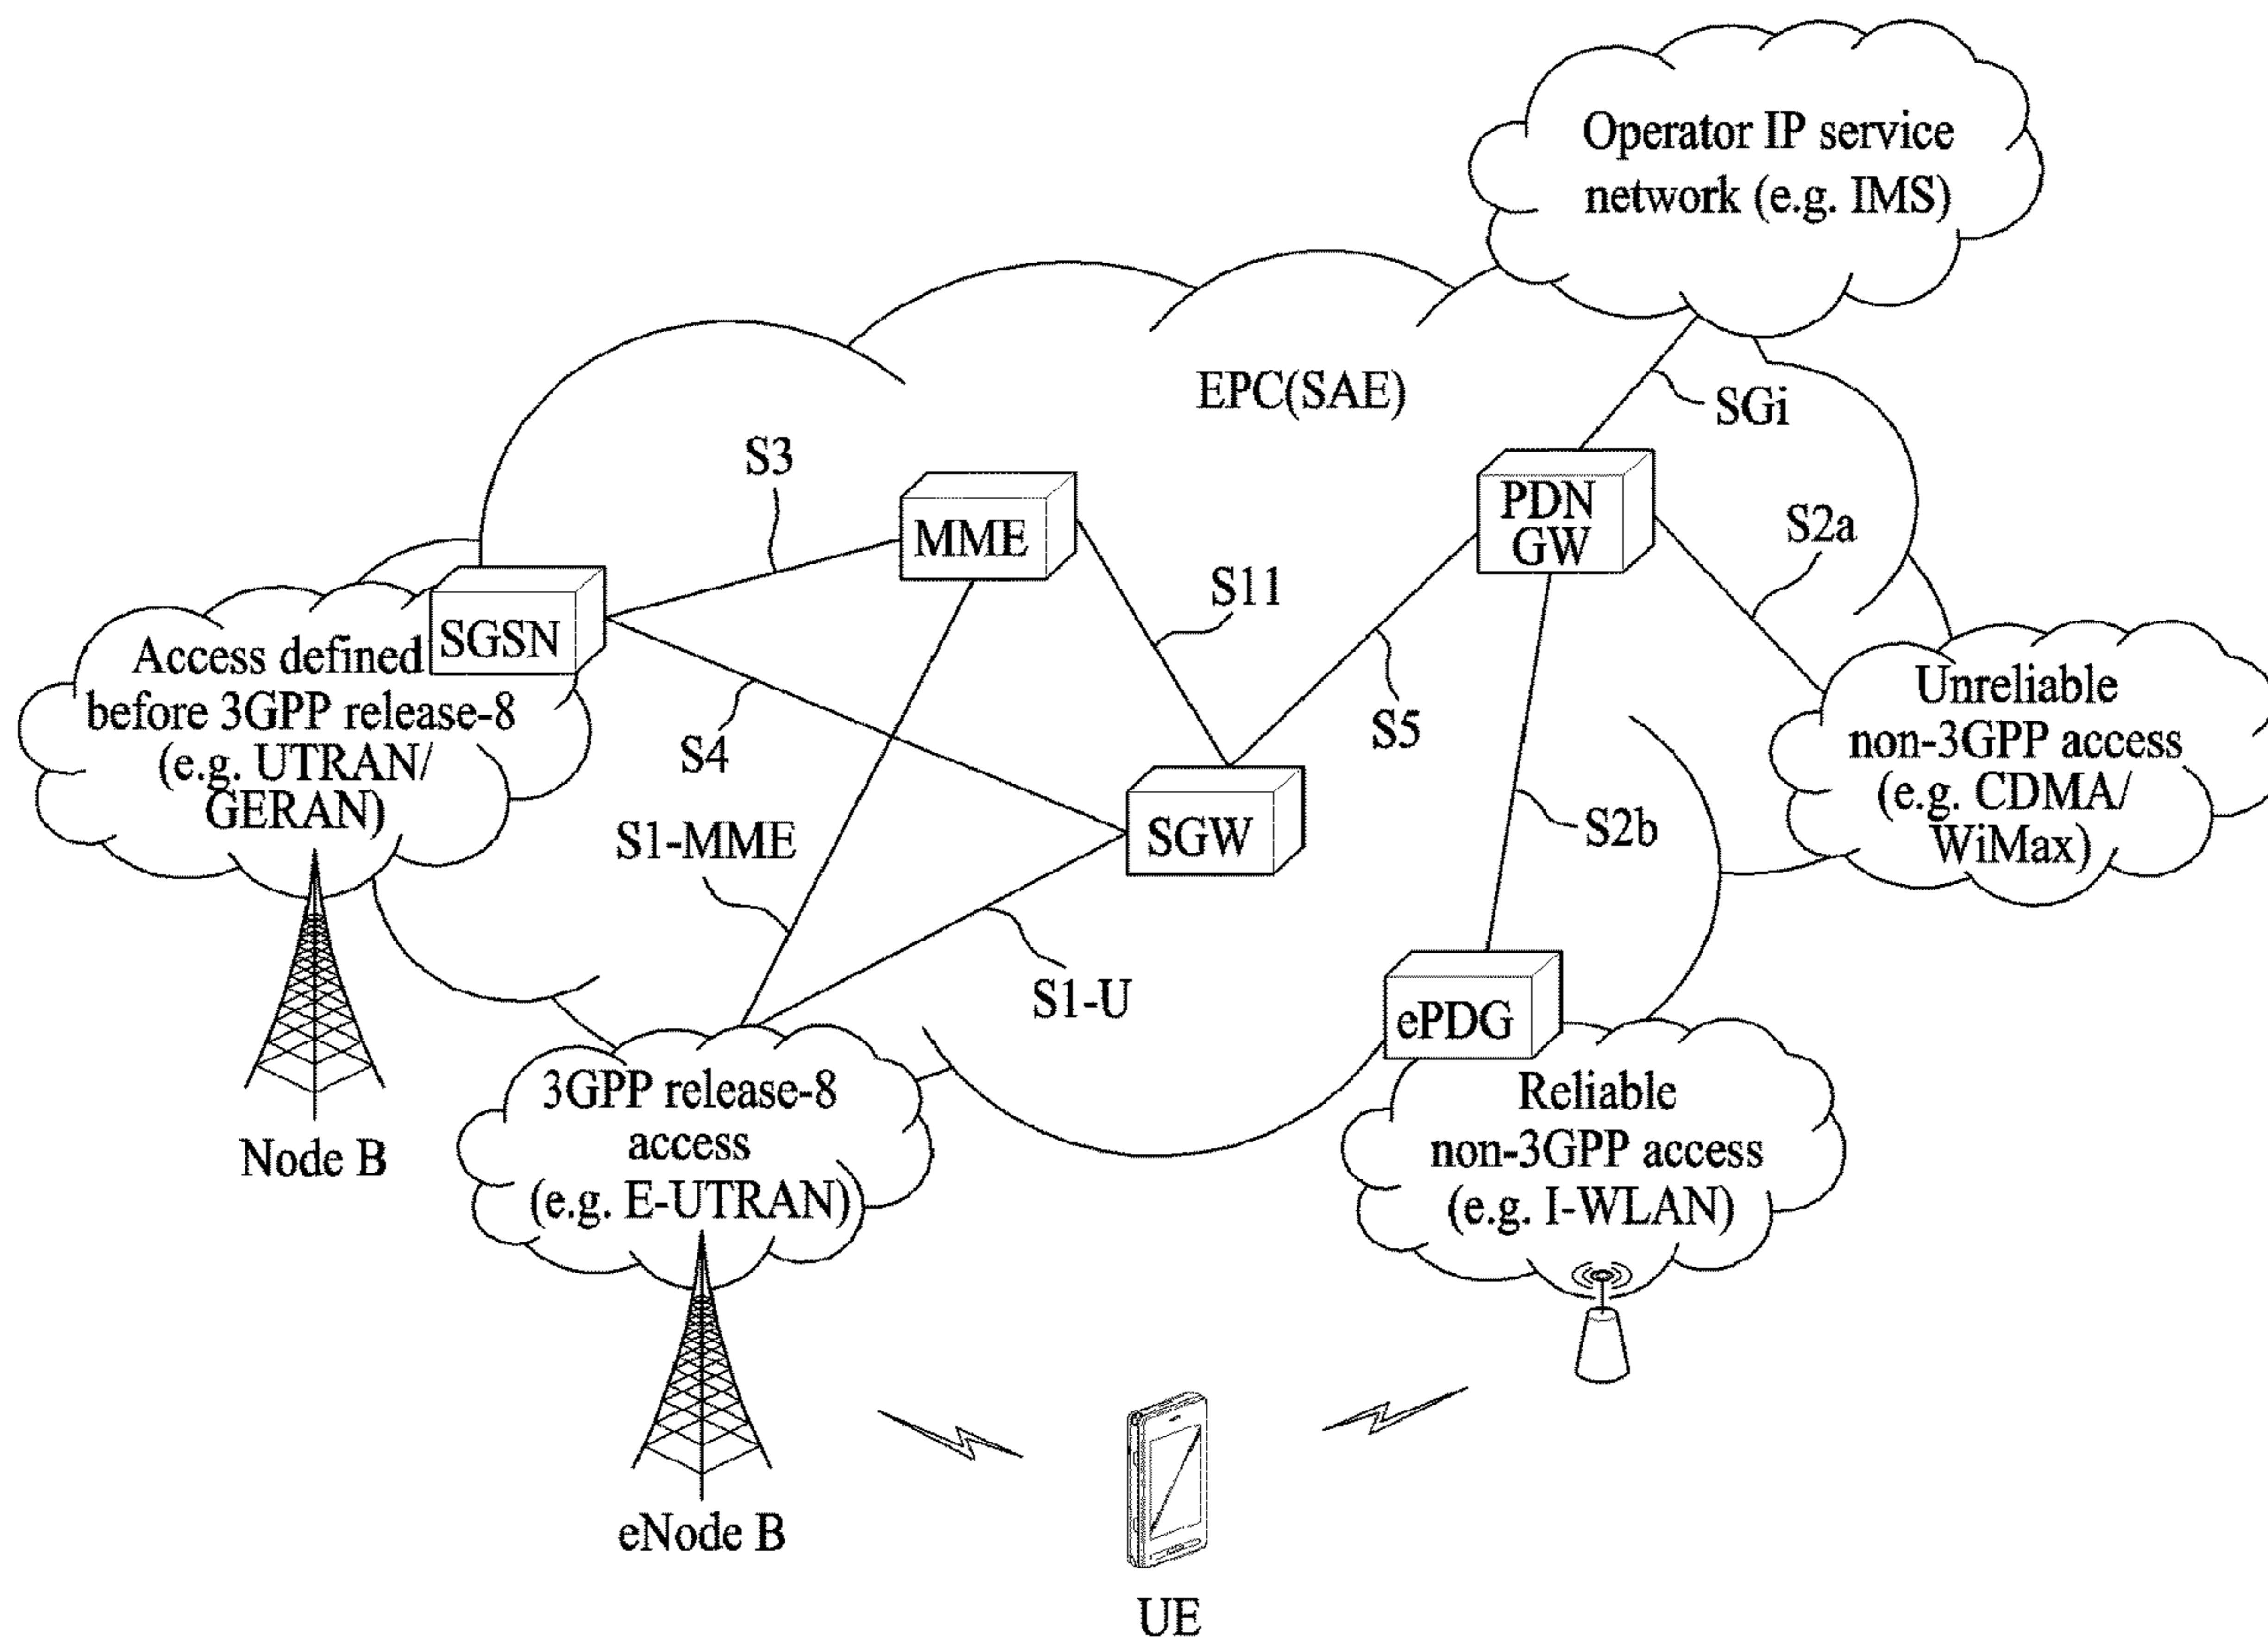 Operator IP service
network (e.g. IMS)
EPC(SAE)
SGi
S3
MME
PDN
GW
S2a
S11
SGSN
Access defined
before 3GPP release-8
(e.g. UTRAN/
GERAN)
S4
S5
Unreliable
non-3GPP access
(e.g. CDMA/
WiMax)
S1-MME
SGW
S2b
S1-U
ePDG
Node B
3GPP release-8
access
(e.g. E-UTRAN)
Reliable
non-3GPP access
(e.g. I-WLAN)
eNode B
UE